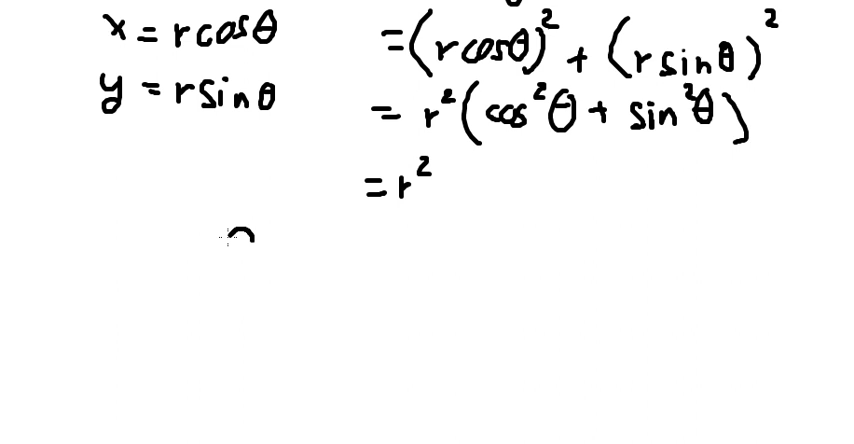 x = rcosθ
y = rsinθ
=(rcosθ)² + (rsinθ)²
= r²(cos²θ + sin²θ)
= r²